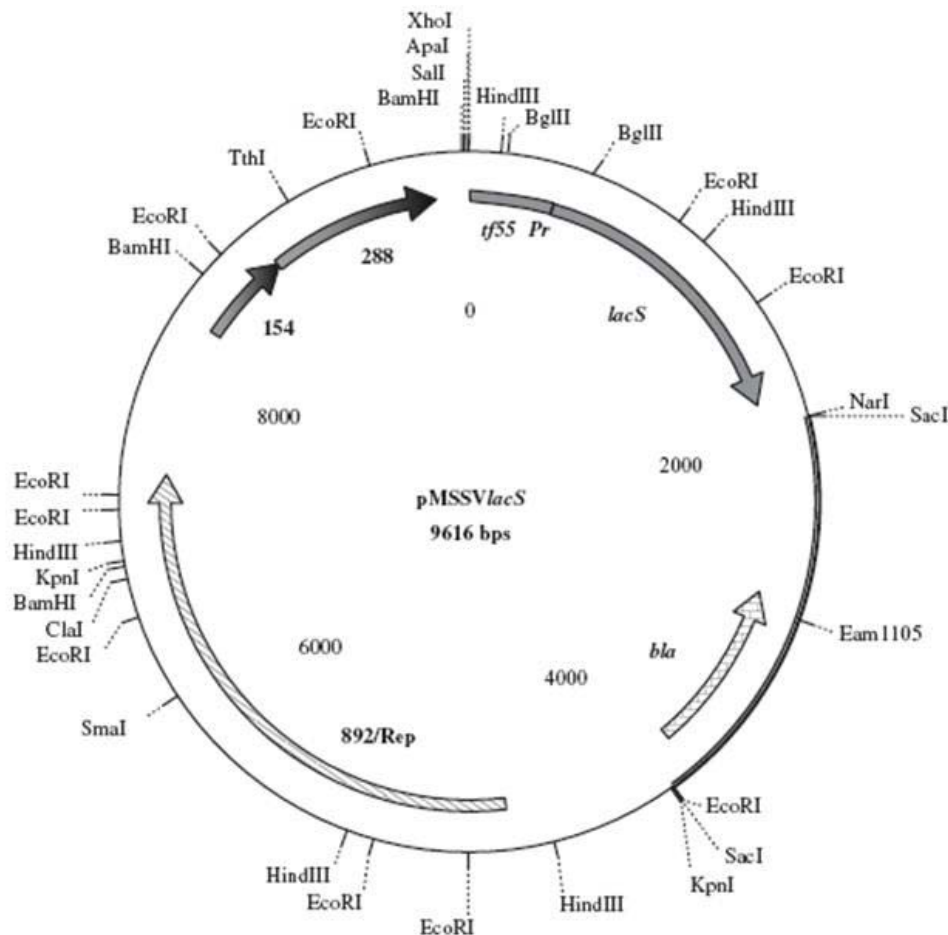 XhoI
ApaI
SalI
BamHI
HindIII
BglII
BglII
EcoRI
HindIII
EcoRI
NarI
SacI
Eam1105
EcoRI
SacI
KpnI
HindIII
EcoRI
EcoRI
HindIII
SmaI
EcoRI
ClaI
BamHI
KpnI
HindIII
EcoRI
EcoRI
BamHI
EcoRI
TthI
EcoRI
288
154
tf55 Pr
lacS
0
2000
4000
6000
8000
pMSSVlacS
9616 bps
bla
892/Rep